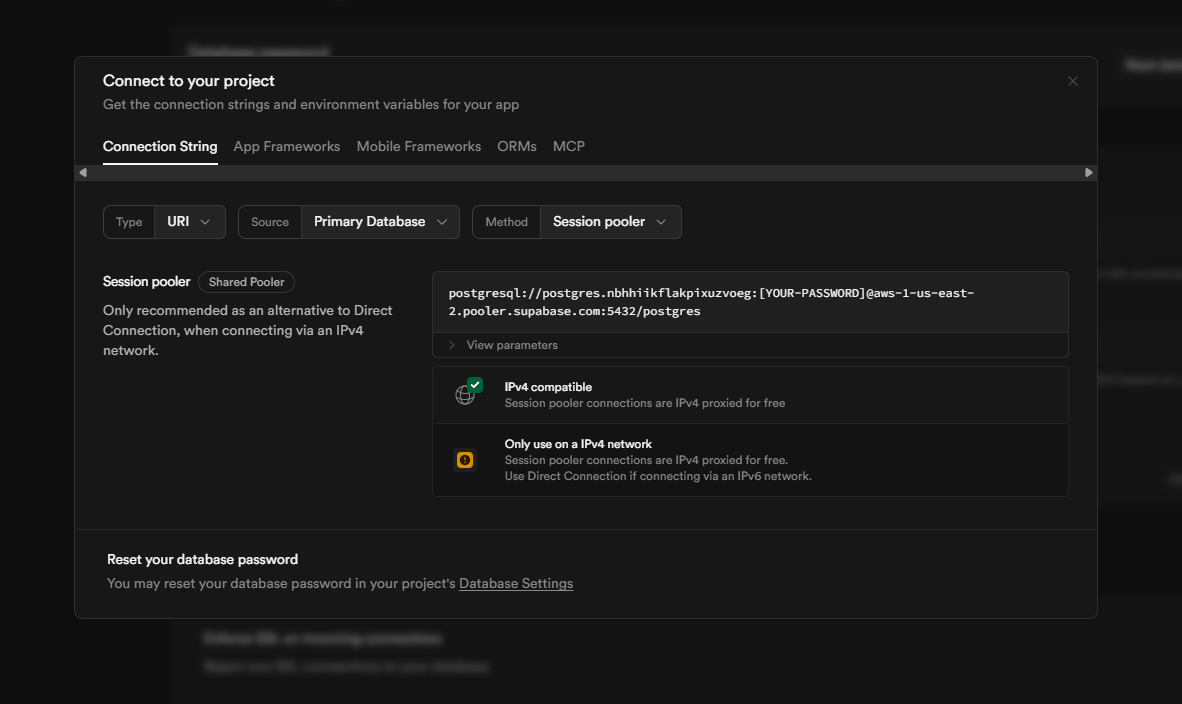 Database password
Connect to your project
Get the connection strings and environment variables for your app
Connection String App Frameworks Mobile Frameworks ORMs MCP
Type URI Source Primary Database Method Session pooler
Session pooler Shared Pooler
Only recommended as an alternative to Direct
Connection, when connecting via an IPv4
network.
postgresql://postgres.nbhhiikflakpixuzvoeg:[YOUR-PASSWORD]@aws-1-us-east-
2.pooler.supabase.com:5432/postgres
View parameters
IPv4 compatible
Session pooler connections are IPv4 proxied for free
Only use on a IPv4 network
Session pooler connections are IPv4 proxied for free.
Use Direct Connection if connecting via an IPv6 network.
Reset your database password
You may reset your database password in your project's Database Settings
Enforce SSL on incoming connections
Reject non-SSL connections to your database